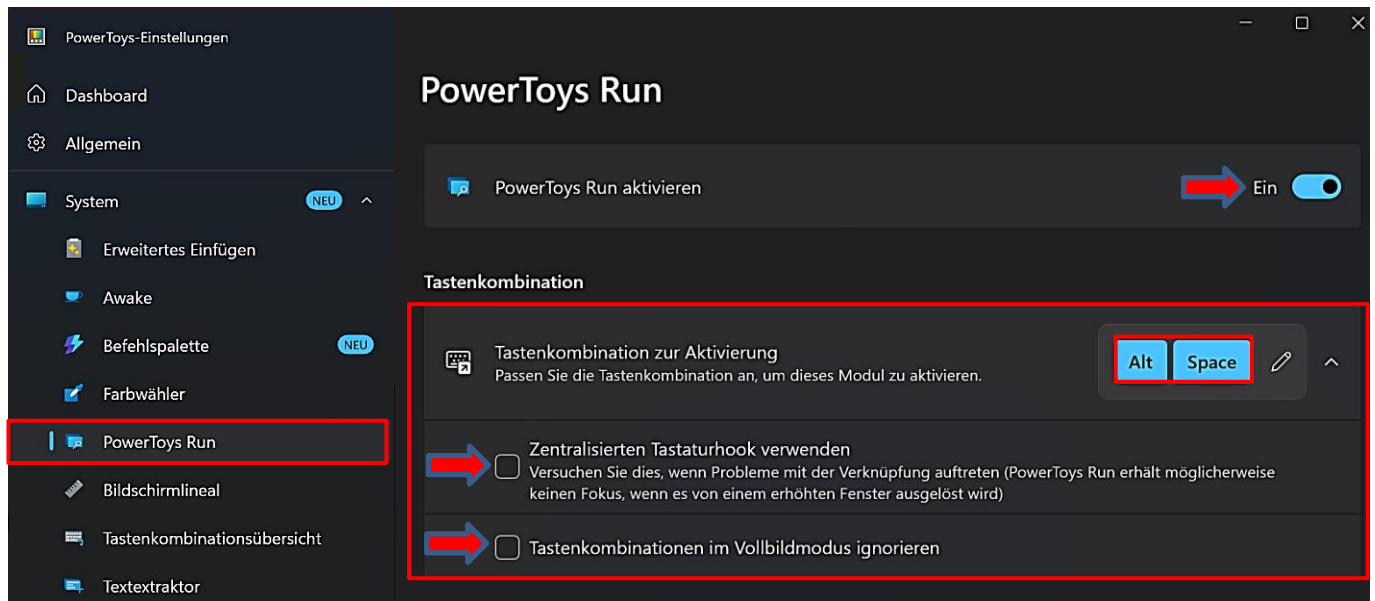 PowerToys-Einstellungen
Dashboard
Allgemein
System NEU
Erweitertes Einfügen
Awake
Befehlspalette NEU
Farbwähler
PowerToys Run
Bildschirmlineal
Tastenkombinationsübersicht
Textextraktor
PowerToys Run
PowerToys Run aktivieren
Ein
Tastenkombination
Tastenkombination zur Aktivierung
Passen Sie die Tastenkombination an, um dieses Modul zu aktivieren.
Alt Space
Zentralisierten Tastaturhook verwenden
Versuchen Sie dies, wenn Probleme mit der Verknüpfung auftreten (PowerToys Run erhält möglicherweise
keinen Fokus, wenn es von einem erhöhten Fenster ausgelöst wird)
Tastenkombinationen im Vollbildmodus ignorieren